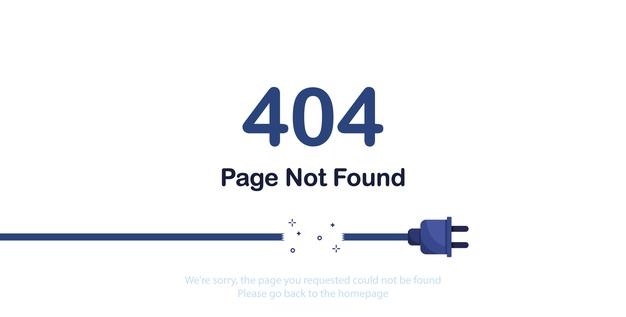 404
Page Not Found
We're sorry, the page you requested could not be found
Please go back to the homepage